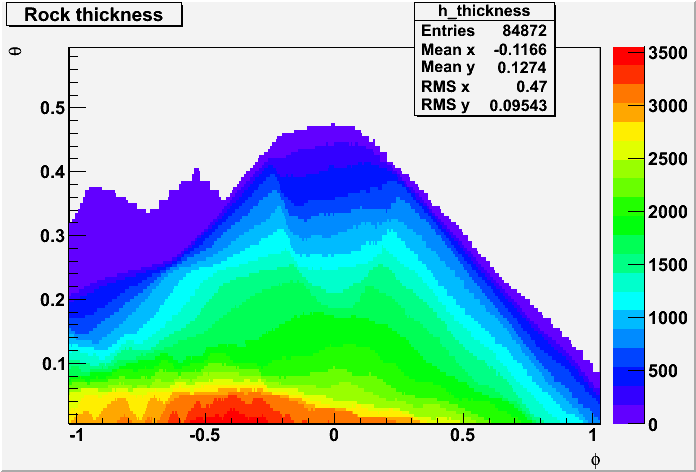 Rock thickness
h_thickness
Entries 84872
Mean x -0.1166
Mean y 0.1274
RMS x 0.47
RMS y 0.09543
θ
0.5
0.4
0.3
0.2
0.1
-1 -0.5 0 0.5 1
ϕ
3500
3000
2500
2000
1500
1000
500
0